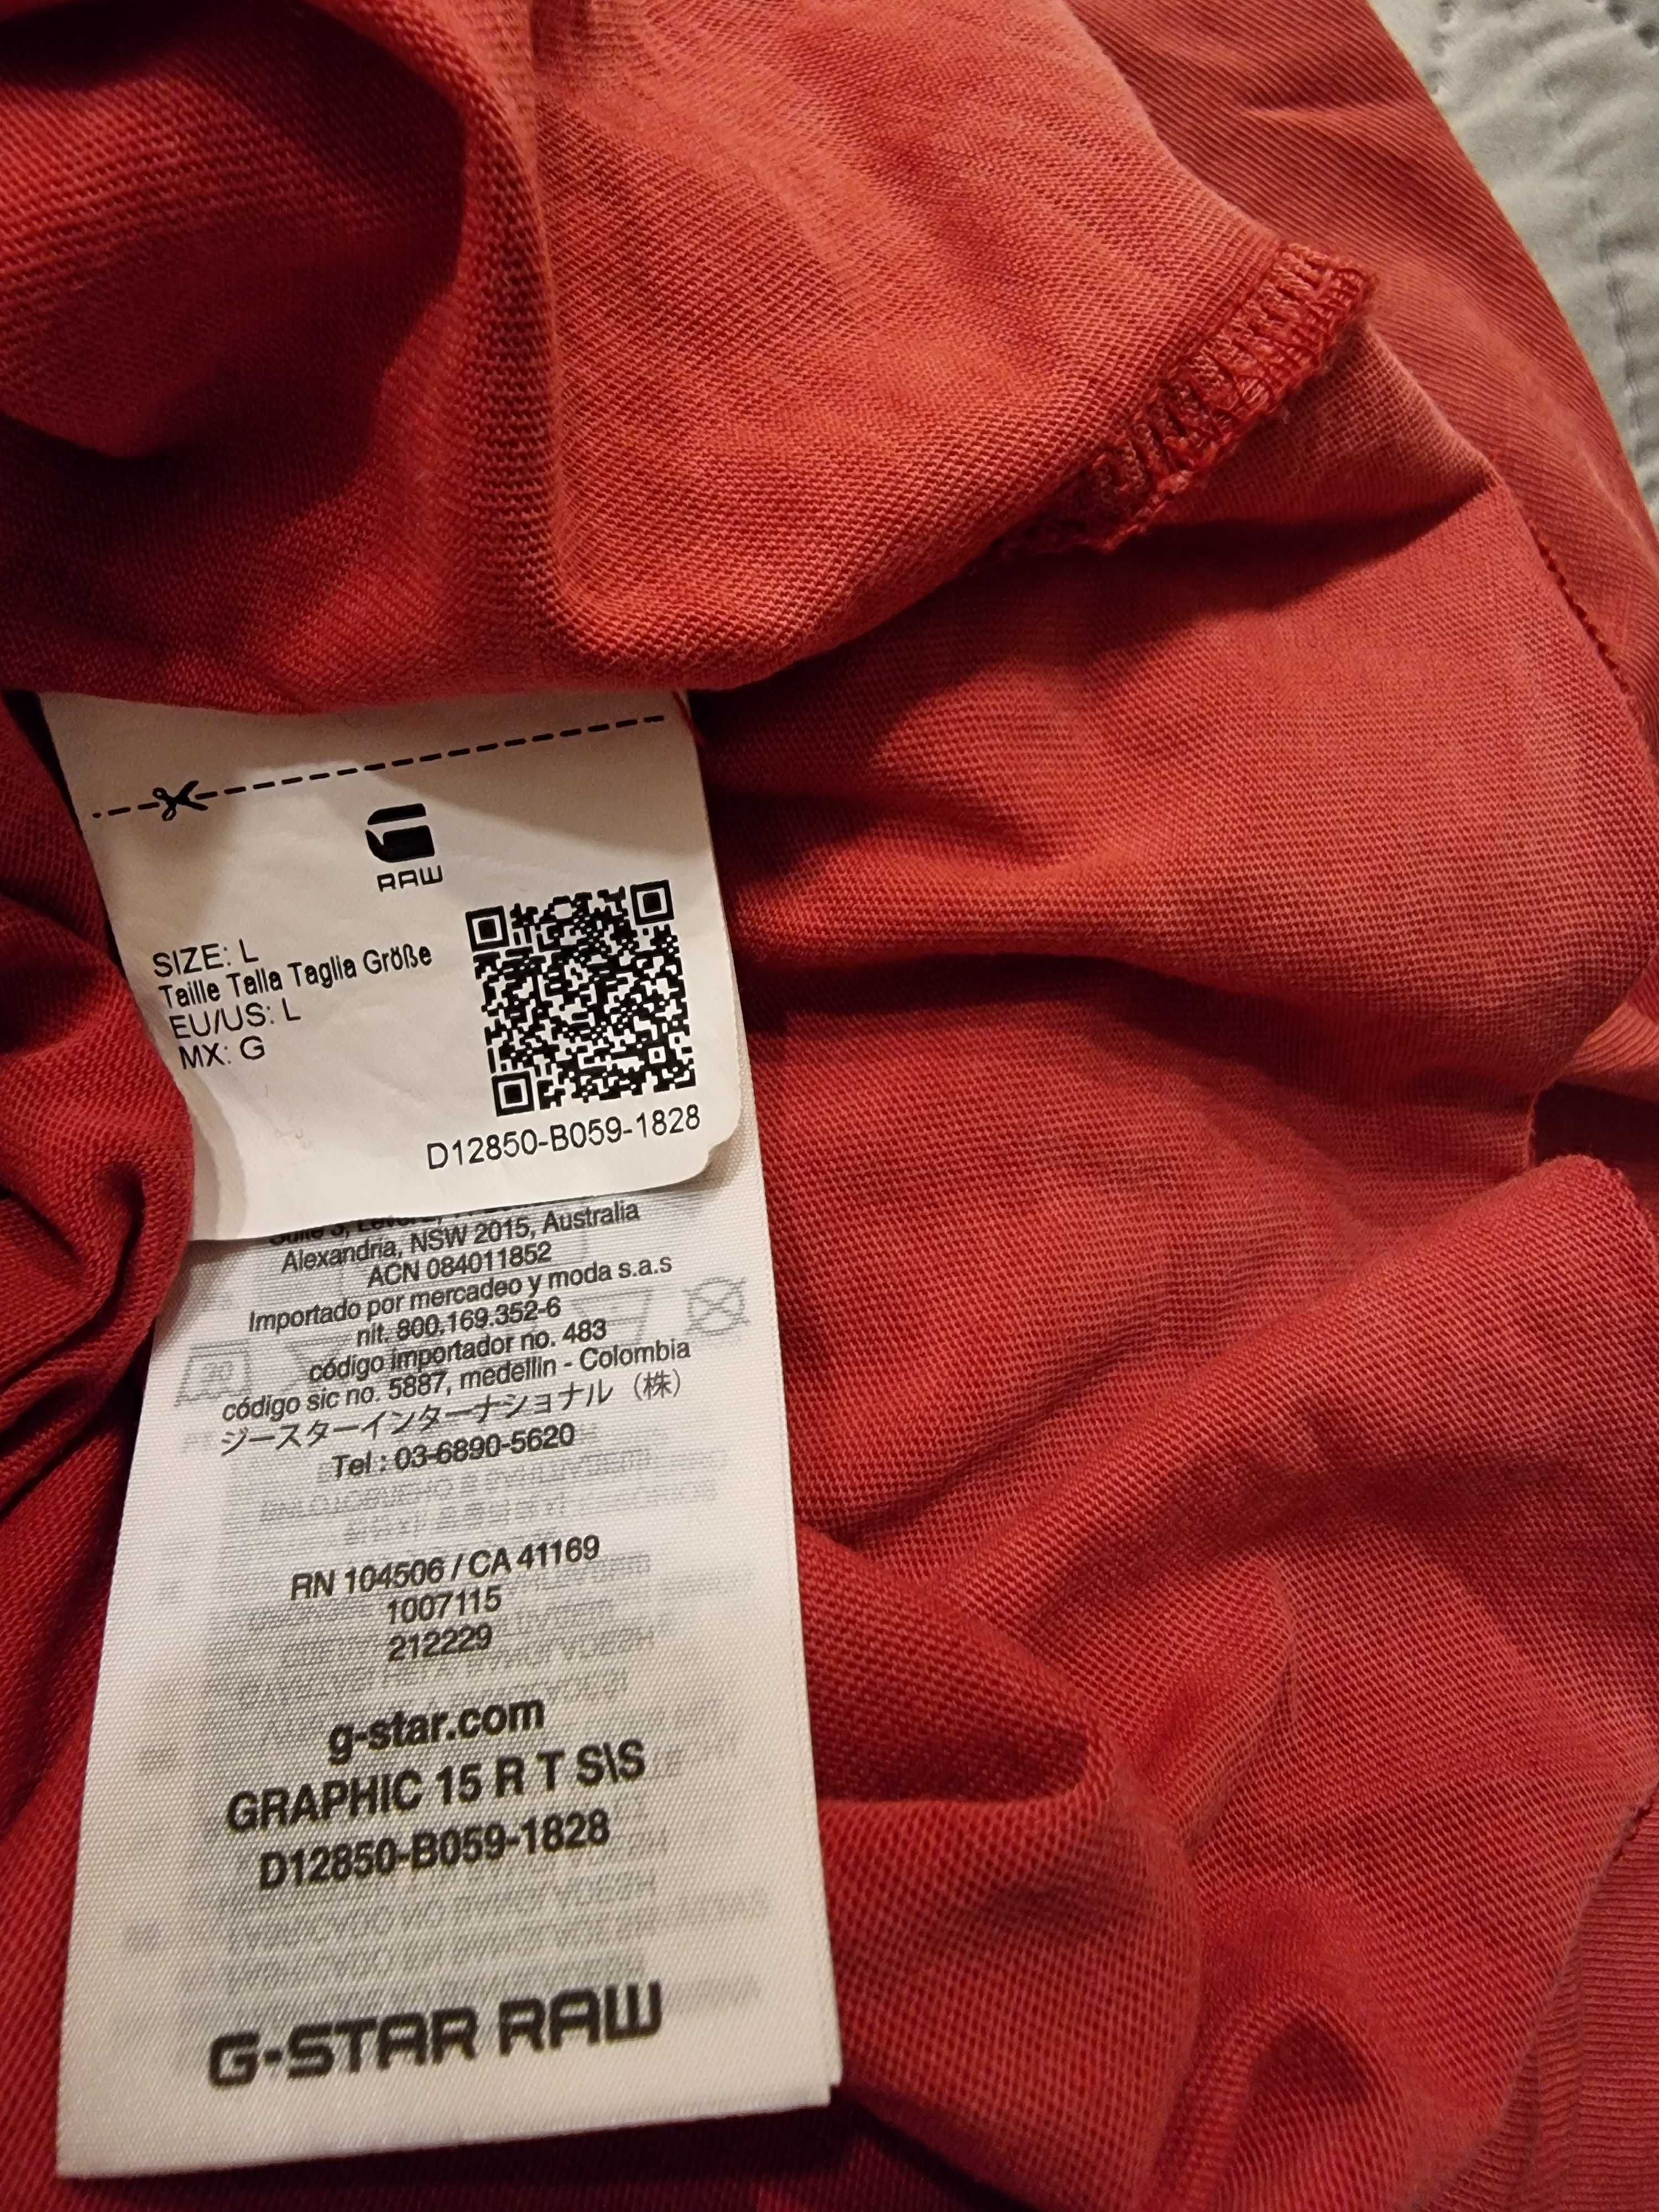 RAW
SIZE: L
Taille Talla Taglia Größe
EU/US: L
MX: G
D12850-B059-1828
Alexandria, NSW 2015, Australia
ACN 084011852
Importado por mercadeo y moda s.a.s
nit. 800.169.352-6
código importador no. 483
código sic no. 5887, medellin - Colombia
ジースターインターナショナル（株）
Tel : 03-6890-5620
RN 104506 / CA 41169
1007115
212229
g-star.com
GRAPHIC 15 R T S\S
D12850-B059-1828
G-STAR RAW